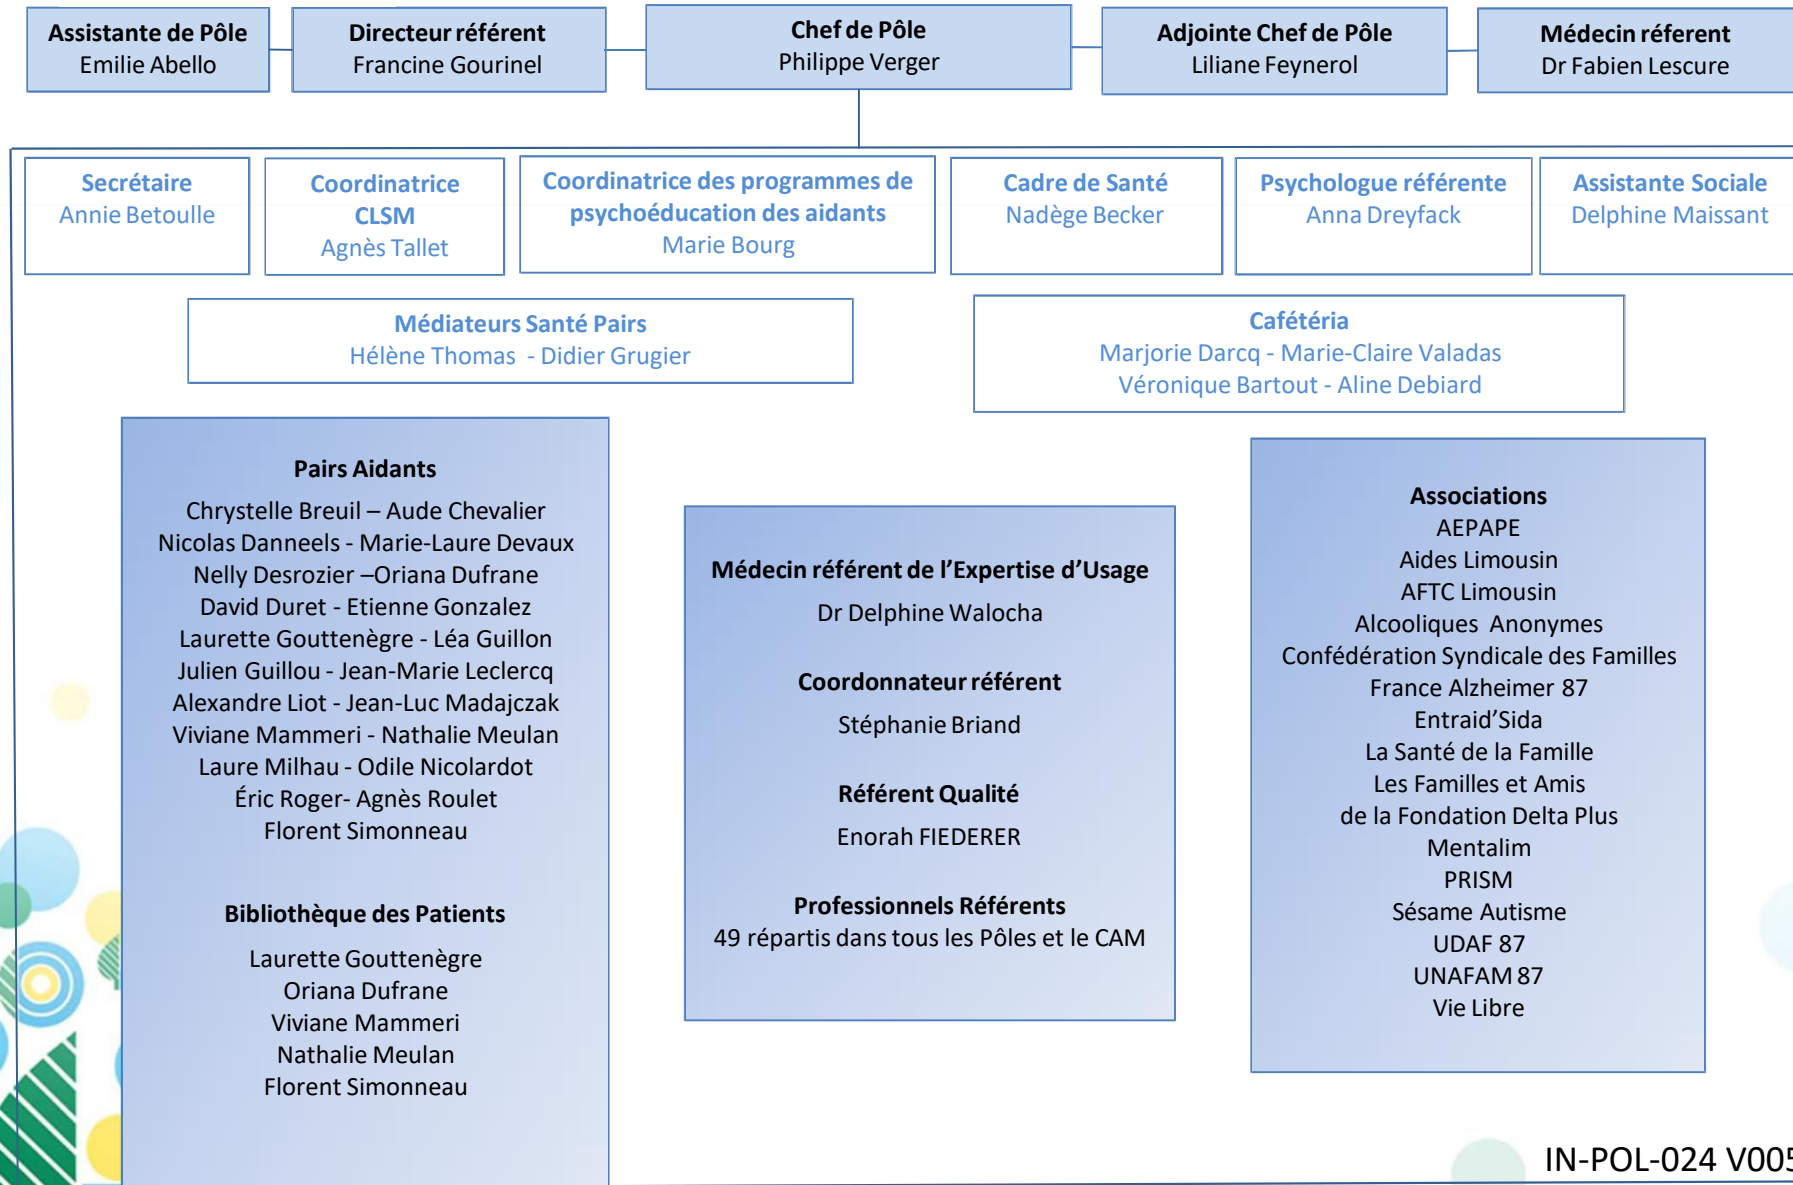 Assistante de Pôle
Emilie Abello
Directeur référent
Francine Gourinel
Chef de Pôle
Philippe Verger
Adjointe Chef de Pôle
Liliane Feynerol
Médecin réferent
Dr Fabien Lescure
Secrétaire
Annie Betoulle
Coordinatrice
CLSM
Agnès Tallet
Coordinatrice des programmes de
psychoéducation des aidants
Marie Bourg
Cadre de Santé
Nadège Becker
Psychologue référente
Anna Dreyfack
Assistante Sociale
Delphine Maissant
Médiateurs Santé Pairs
Hélène Thomas - Didier Grugier
Cafétéria
Marjorie Darcq - Marie-Claire Valadas
Véronique Bartout - Aline Debiard
Pairs Aidants
Chrystelle Breuil – Aude Chevalier
Nicolas Danneels - Marie-Laure Devaux
Nelly Desrozier –Oriana Dufrane
David Duret - Etienne Gonzalez
Laurette Gouttenègre - Léa Guillon
Julien Guillou - Jean-Marie Leclercq
Alexandre Liot - Jean-Luc Madajczak
Viviane Mammeri - Nathalie Meulan
Laure Milhau - Odile Nicolardot
Éric Roger- Agnès Roulet
Florent Simonneau
Bibliothèque des Patients
Laurette Gouttenègre
Oriana Dufrane
Viviane Mammeri
Nathalie Meulan
Florent Simonneau
Médecin référent de l’Expertise d’Usage
Dr Delphine Walocha
Coordonnateur référent
Stéphanie Briand
Référent Qualité
Enorah FIEDERER
Professionnels Référents
49 répartis dans tous les Pôles et le CAM
Associations
AEPAPE
Aides Limousin
AFTC Limousin
Alcooliques Anonymes
Confédération Syndicale des Familles
France Alzheimer 87
Entraid’Sida
La Santé de la Famille
Les Familles et Amis
de la Fondation Delta Plus
Mentalim
PRISM
Sésame Autisme
UDAF 87
UNAFAM 87
Vie Libre
IN-POL-024 V005